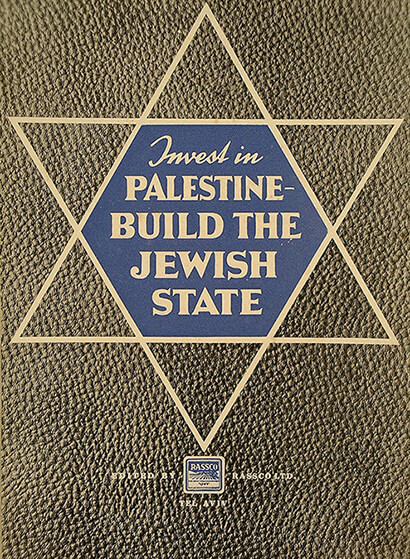 Invest in
PALESTINE-
BUILD THE
JEWISH
STATE
EDITED BY RASSCO RASSCO LTD.
TEL AVIV